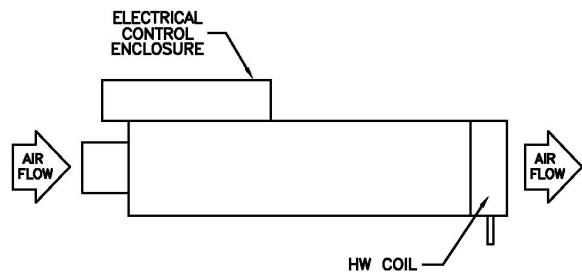 ELECTRICAL
CONTROL
ENCLOSURE
AIR
FLOW
AIR
FLOW
HW COIL